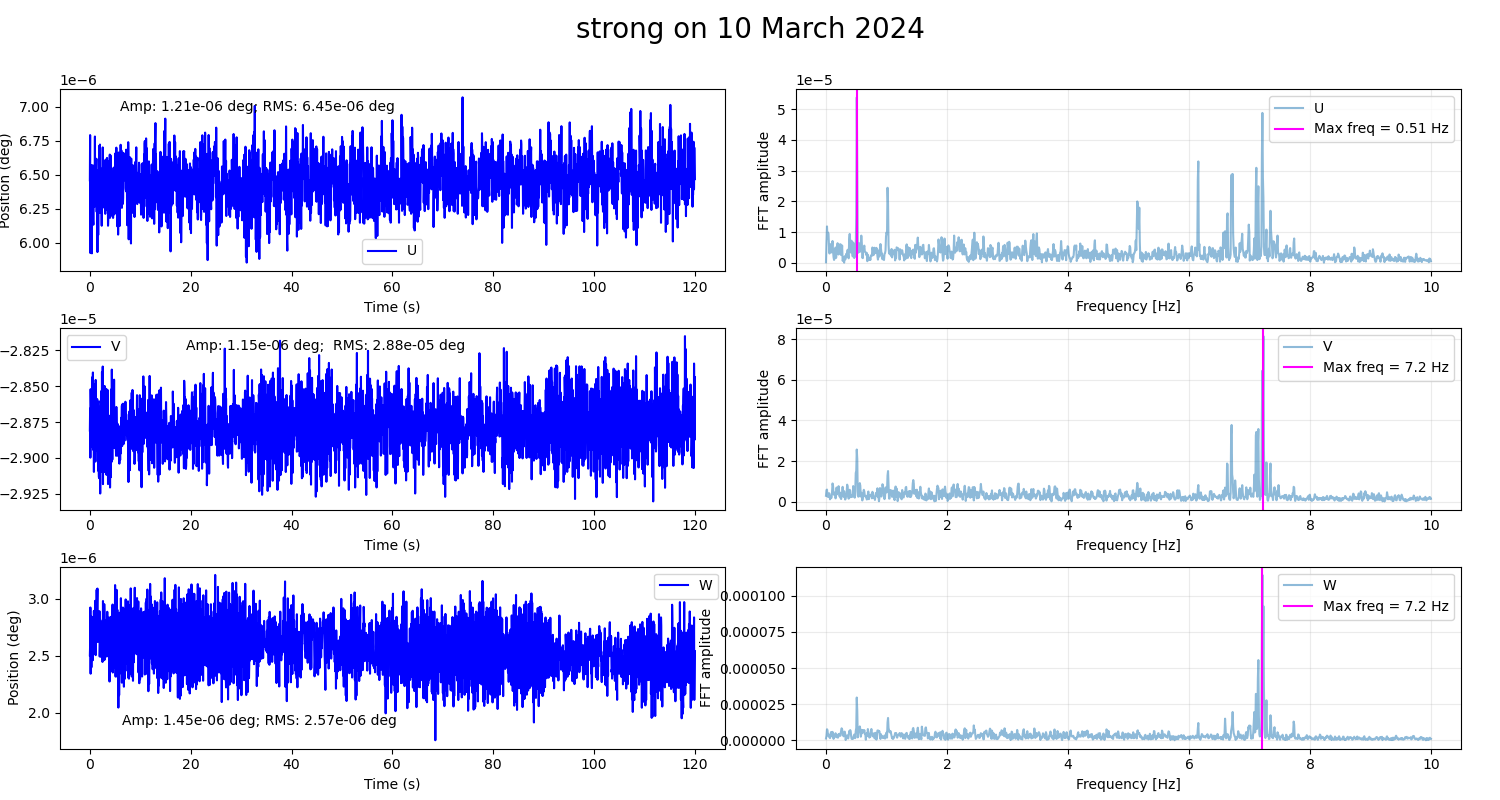 strong on 10 March 2024
1e−6
Amp: 1.21e-06 deg; RMS: 6.45e-06 deg
7.00
6.75
6.50
6.25
6.00
Position (deg)
U
0 20 40 60 80 100 120
Time (s)
1e−5
U
Max freq = 0.51 Hz
5
4
3
2
1
0
FFT amplitude
0 2 4 6 8 10
Frequency [Hz]
1e−5
V
Amp: 1.15e-06 deg;  RMS: 2.88e-05 deg
−2.825
−2.850
−2.875
−2.900
−2.925
0 20 40 60 80 100 120
Time (s)
1e−5
V
Max freq = 7.2 Hz
8
6
4
2
0
FFT amplitude
0 2 4 6 8 10
Frequency [Hz]
1e−6
W
3.0
2.5
2.0
Position (deg)
Amp: 1.45e-06 deg; RMS: 2.57e-06 deg
0 20 40 60 80 100 120
Time (s)
W
Max freq = 7.2 Hz
0.000100
0.000075
0.000050
0.000025
0.000000
FFT amplitude
0 2 4 6 8 10
Frequency [Hz]